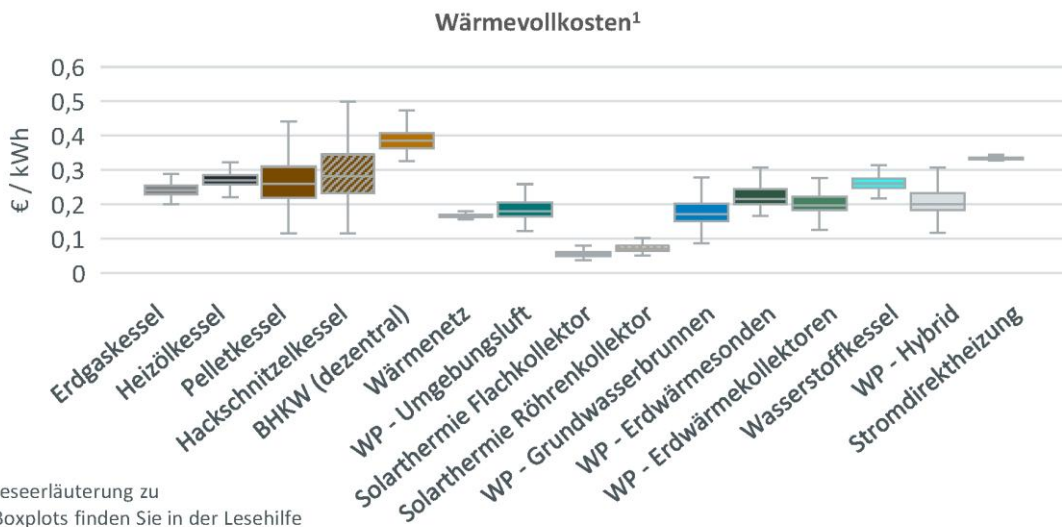 Wärmevollkosten¹
0,6
0,5
0,4
0,3
0,2
0,1
0
€ / kWh
Erdgaskessel
Heizölkessel
Pelletkessel
Hackschnitzelkessel
BHKW (dezentral)
Wärmenetz
WP - Umgebungsluft
Solarthermie Flachkollektor
Solarthermie Röhrenkollektor
WP - Grundwasserbrunnen
WP - Erdwärmesonden
WP - Erdwärmekollektoren
Wasserstoffkessel
WP - Hybrid
Stromdirektheizung
eseerläuterung zu
Boxplots finden Sie in der Lesehilfe